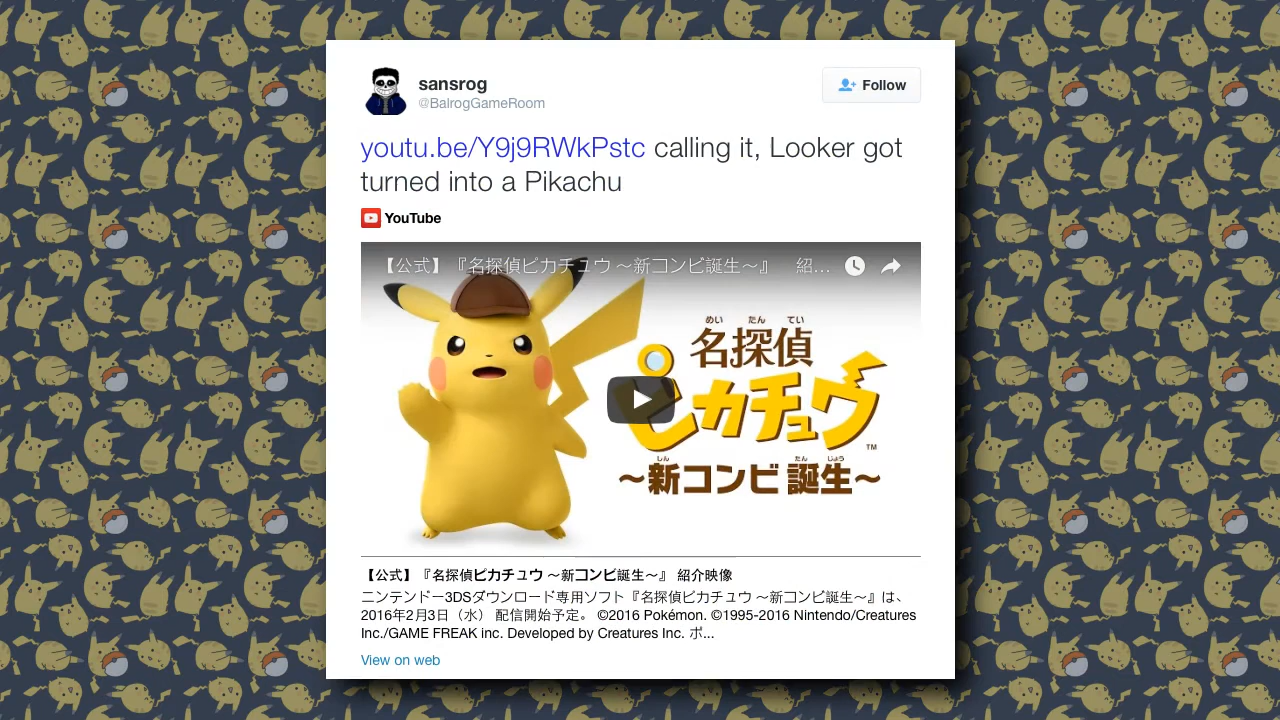 sansrog
@BalrogGameRoom
Follow
youtu.be/Y9j9RWkPstc calling it, Looker got
turned into a Pikachu
YouTube
【公式】『名探偵ピカチュウ ～新コンビ誕生～』 紹...
めい たん てい
名探偵
ピカチュウ
TM
しん たん じょう
～新コンビ誕生～
【公式】『名探偵ピカチュウ ～新コンビ誕生～』 紹介映像
ニンテンドー3DSダウンロード専用ソフト『名探偵ピカチュウ ～新コンビ誕生～』は、
2016年2月3日（水） 配信開始予定。 ©2016 Pokémon. ©1995-2016 Nintendo/Creatures
Inc./GAME FREAK inc. Developed by Creatures Inc. ポ...
View on web